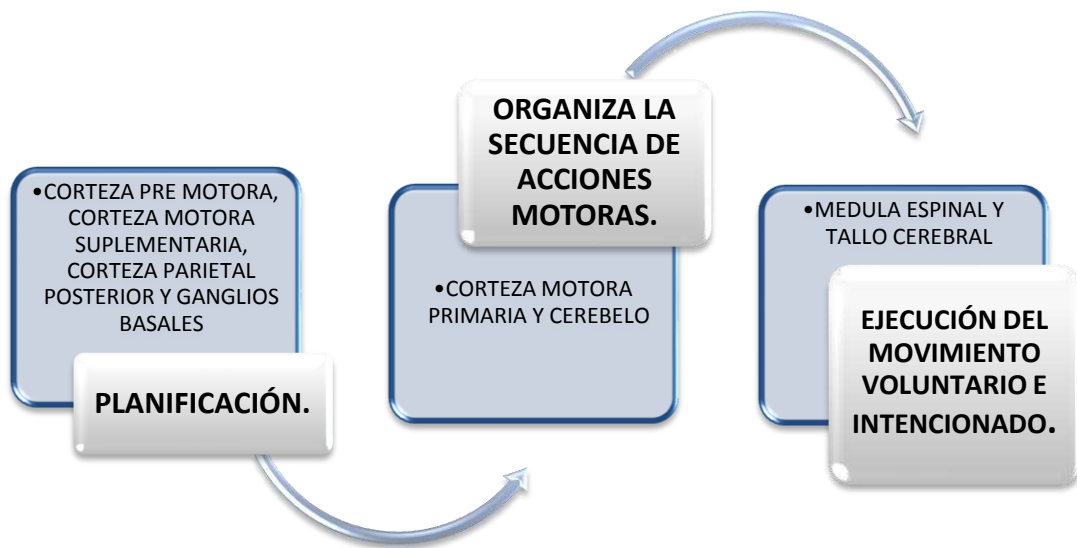 •CORTEZA PRE MOTORA,
CORTEZA MOTORA
SUPLEMENTARIA,
CORTEZA PARIETAL
POSTERIOR Y GANGLIOS
BASALES
PLANIFICACIÓN.
ORGANIZA LA
SECUENCIA DE
ACCIONES
MOTORAS.
•CORTEZA MOTORA
PRIMARIA Y CEREBELO
•MEDULA ESPINAL Y
TALLO CEREBRAL
EJECUCIÓN DEL
MOVIMIENTO
VOLUNTARIO E
INTENCIONADO.